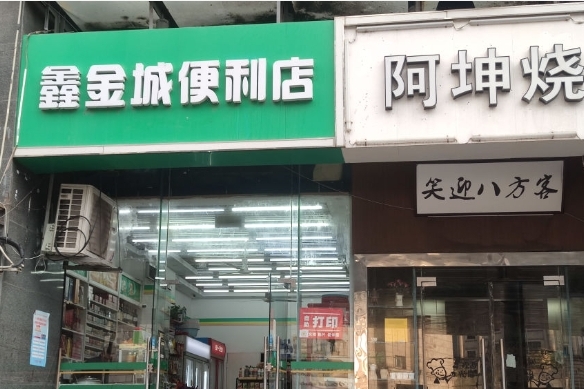 鑫金城便利店
阿坤烧
笑迎八方客
打印